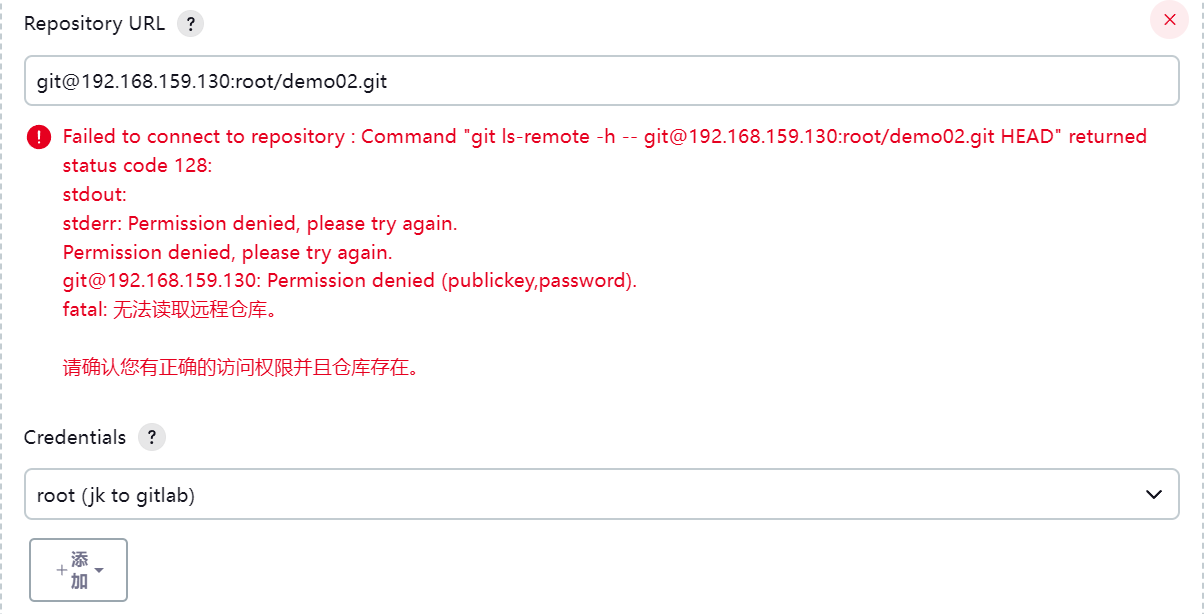 Repository URL ?
git@192.168.159.130:root/demo02.git
Failed to connect to repository : Command "git ls-remote -h -- git@192.168.159.130:root/demo02.git HEAD" returned
status code 128:
stdout:
stderr: Permission denied, please try again.
Permission denied, please try again.
git@192.168.159.130: Permission denied (publickey,password).
fatal: 无法读取远程仓库。
请确认您有正确的访问权限并且仓库存在。
Credentials ?
root (jk to gitlab)
+添
加